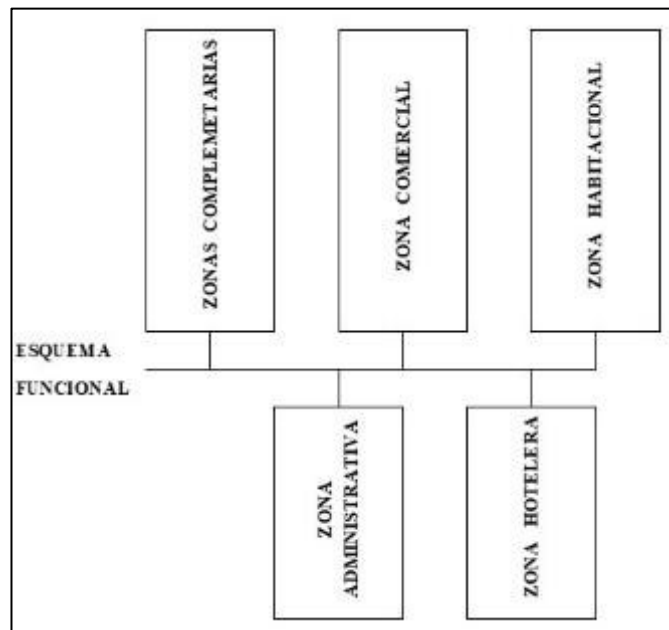 ZONAS COMPLEMETARIAS
ZONA COMERCIAL
ZONA HABITACIONAL
ESQUEMA
FUNCIONAL
ZONA
ADMINISTRATIVA
ZONA HOTELERA